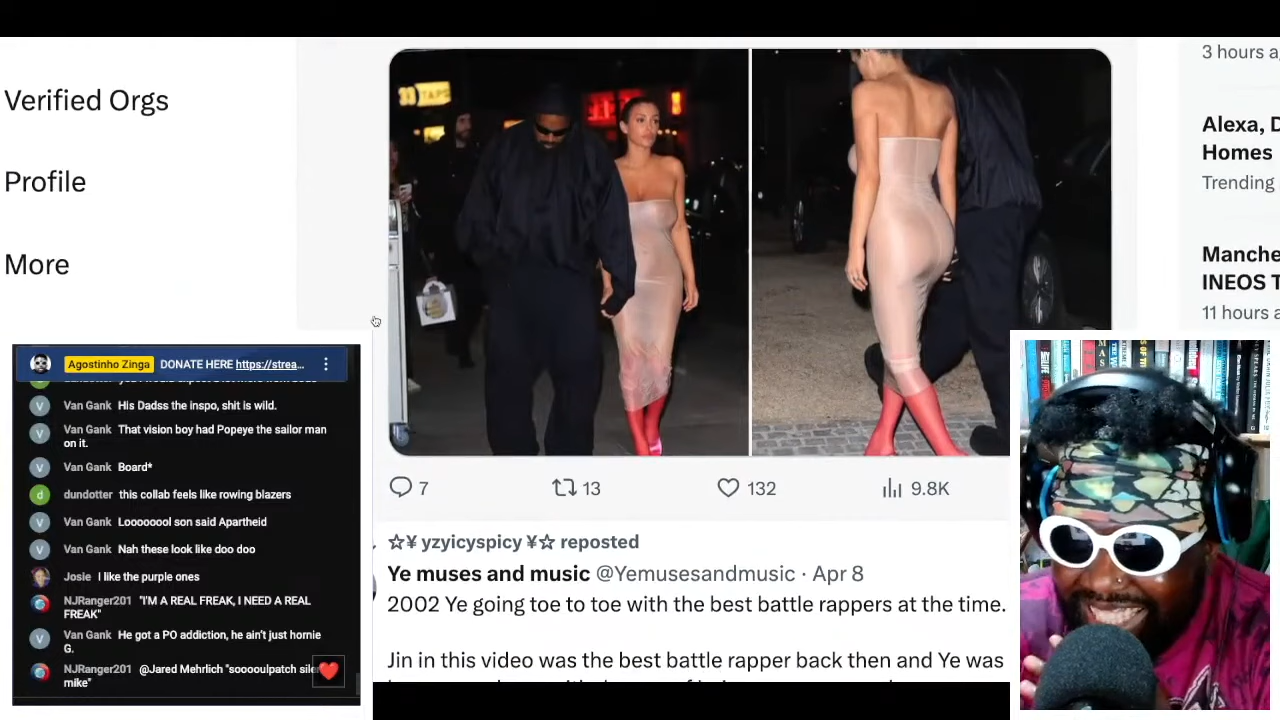 Verified Orgs
Profile
More
3 hours a
Alexa, D
Homes
Trending
Manche
INEOS T
11 hours a
7
13
132
9.8K
☆¥ yzyicyspicy ¥☆ reposted
Ye muses and music @Yemusesandmusic · Apr 8
2002 Ye going toe to toe with the best battle rappers at the time.
Jin in this video was the best battle rapper back then and Ye was
Agostinho Zinga DONATE HERE https://strea...
Van Gank His Dadss the inspo, shit is wild.
Van Gank That vision boy had Popeye the sailor man
on it.
Van Gank Board*
dundotter this collab feels like rowing blazers
Van Gank Loooooool son said Apartheid
Van Gank Nah these look like doo doo
Josie I like the purple ones
NJRanger201 "I'M A REAL FREAK, I NEED A REAL
FREAK"
Van Gank He got a PO addiction, he ain't just hornie
G.
NJRanger201 @Jared Mehrlich "sooooulpatch sile
mike"